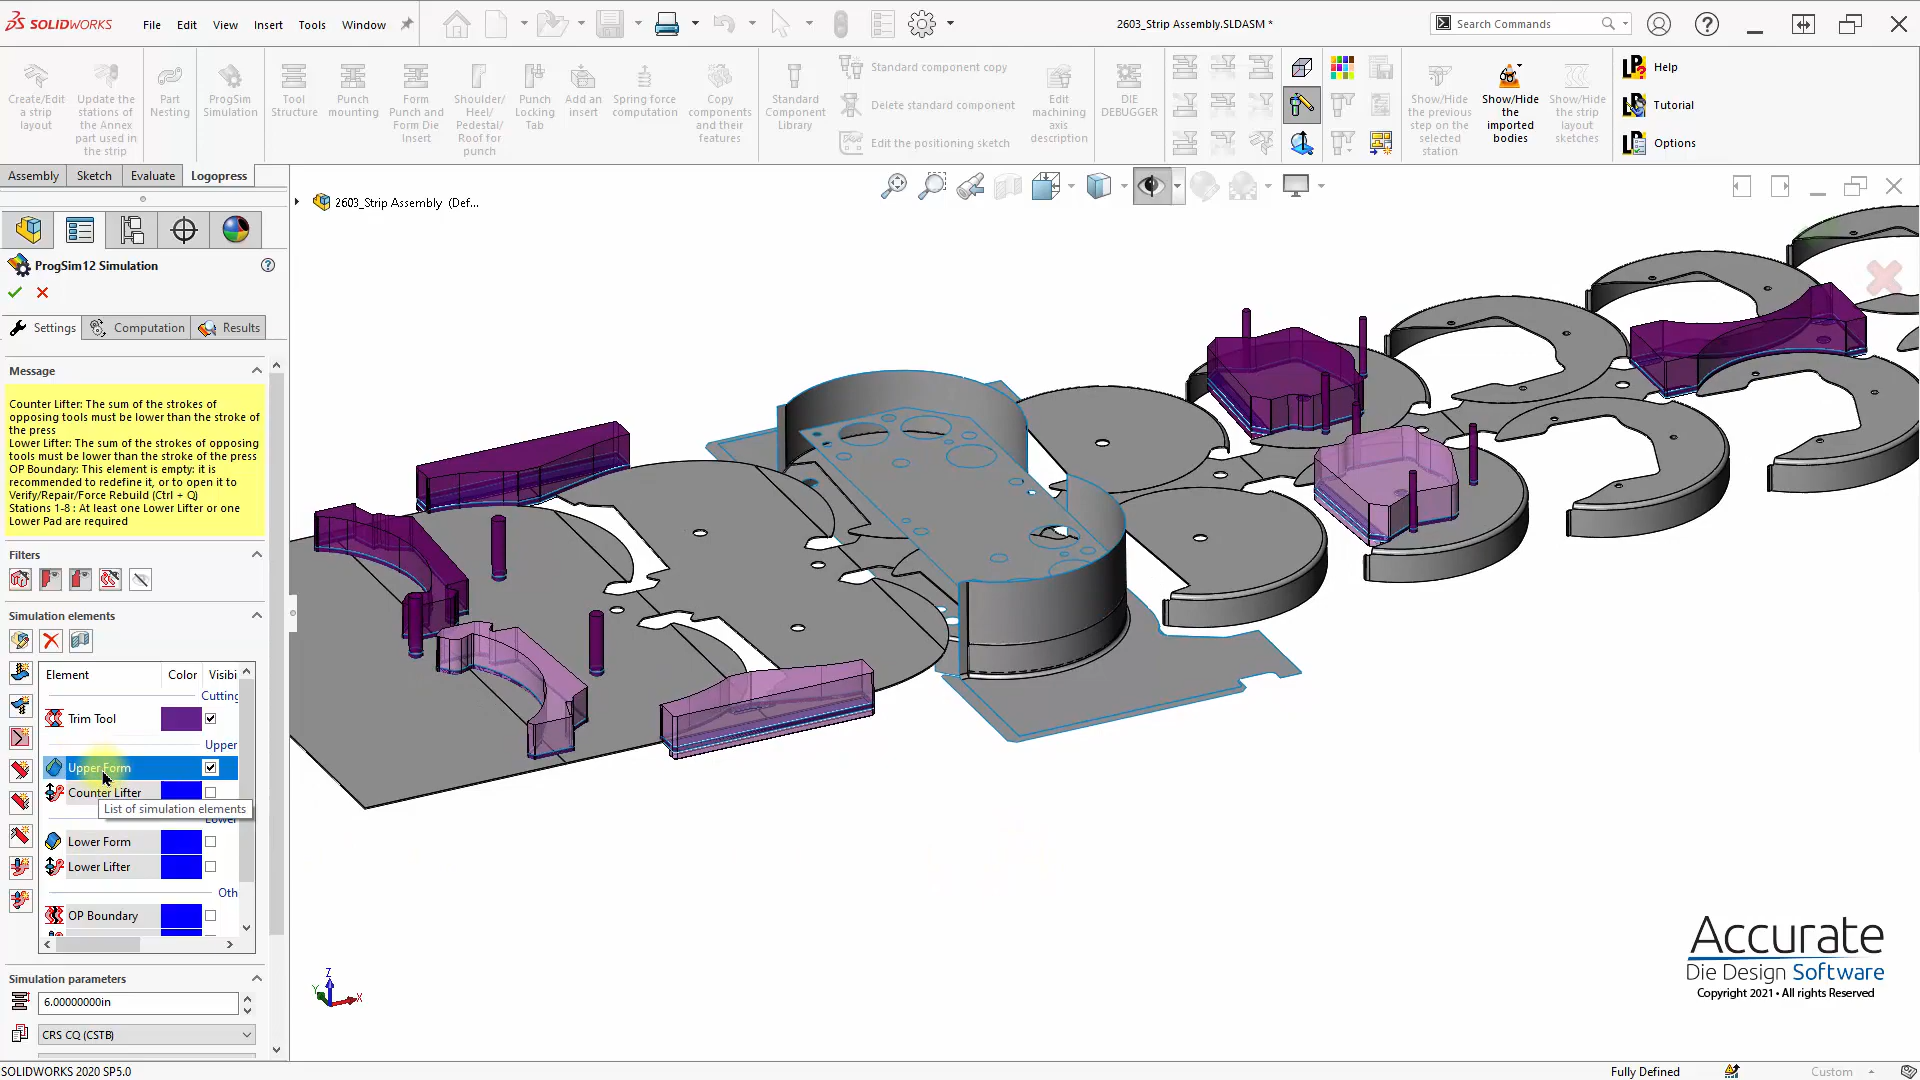 SOLIDWORKS
File
Edit
View
Insert
Tools
Window
2603_Strip Assembly.SLDASM *
Search Commands
Create/Edit
a strip
layout
Update the
stations of
the Annex
part used in
the strip
Part
Nesting
ProgSim
Simulation
Tool
Structure
Punch
mounting
Form
Punch and
Form Die
Insert
Shoulder/
Heel/
Pedestal/
Roof for
punch
Punch
Locking
Tab
Add an
insert
Spring force
computation
Copy
components
and their
features
Standard
Component
Library
Standard component copy
Delete standard component
Edit the positioning sketch
Edit
machining
axis
description
DIE
DEBUGGER
Show/Hide
the previous
step on the
selected
station
Show/Hide
the
imported
bodies
Show/Hide
the strip
layout
sketches
Help
Tutorial
Options
Assembly
Sketch
Evaluate
Logopress
2603_Strip Assembly (Def...
ProgSim12 Simulation
Settings
Computation
Results
Message
Counter Lifter: The sum of the strokes of
opposing tools must be lower than the stroke of
the press
Lower Lifter: The sum of the strokes of opposing
tools must be lower than the stroke of the press
OP Boundary: This element is empty: it is
recommended to redefine it, or to open it to
Verify/Repair/Force Rebuild (Ctrl + Q)
Stations 1-8 : At least one Lower Lifter or one
Lower Pad are required
Filters
Simulation elements
Element
Color
Visibi
Cutting
Trim Tool
Upper
Upper Form
Counter Lifter
List of simulation elements
Lower
Lower Form
Lower Lifter
Oth
OP Boundary
Simulation parameters
6.00000000in
CRS CQ (CSTB)
Z
Y
X
Accurate
Die Design Software
Copyright 2021 • All rights Reserved
SOLIDWORKS 2020 SP5.0
Fully Defined
Custom